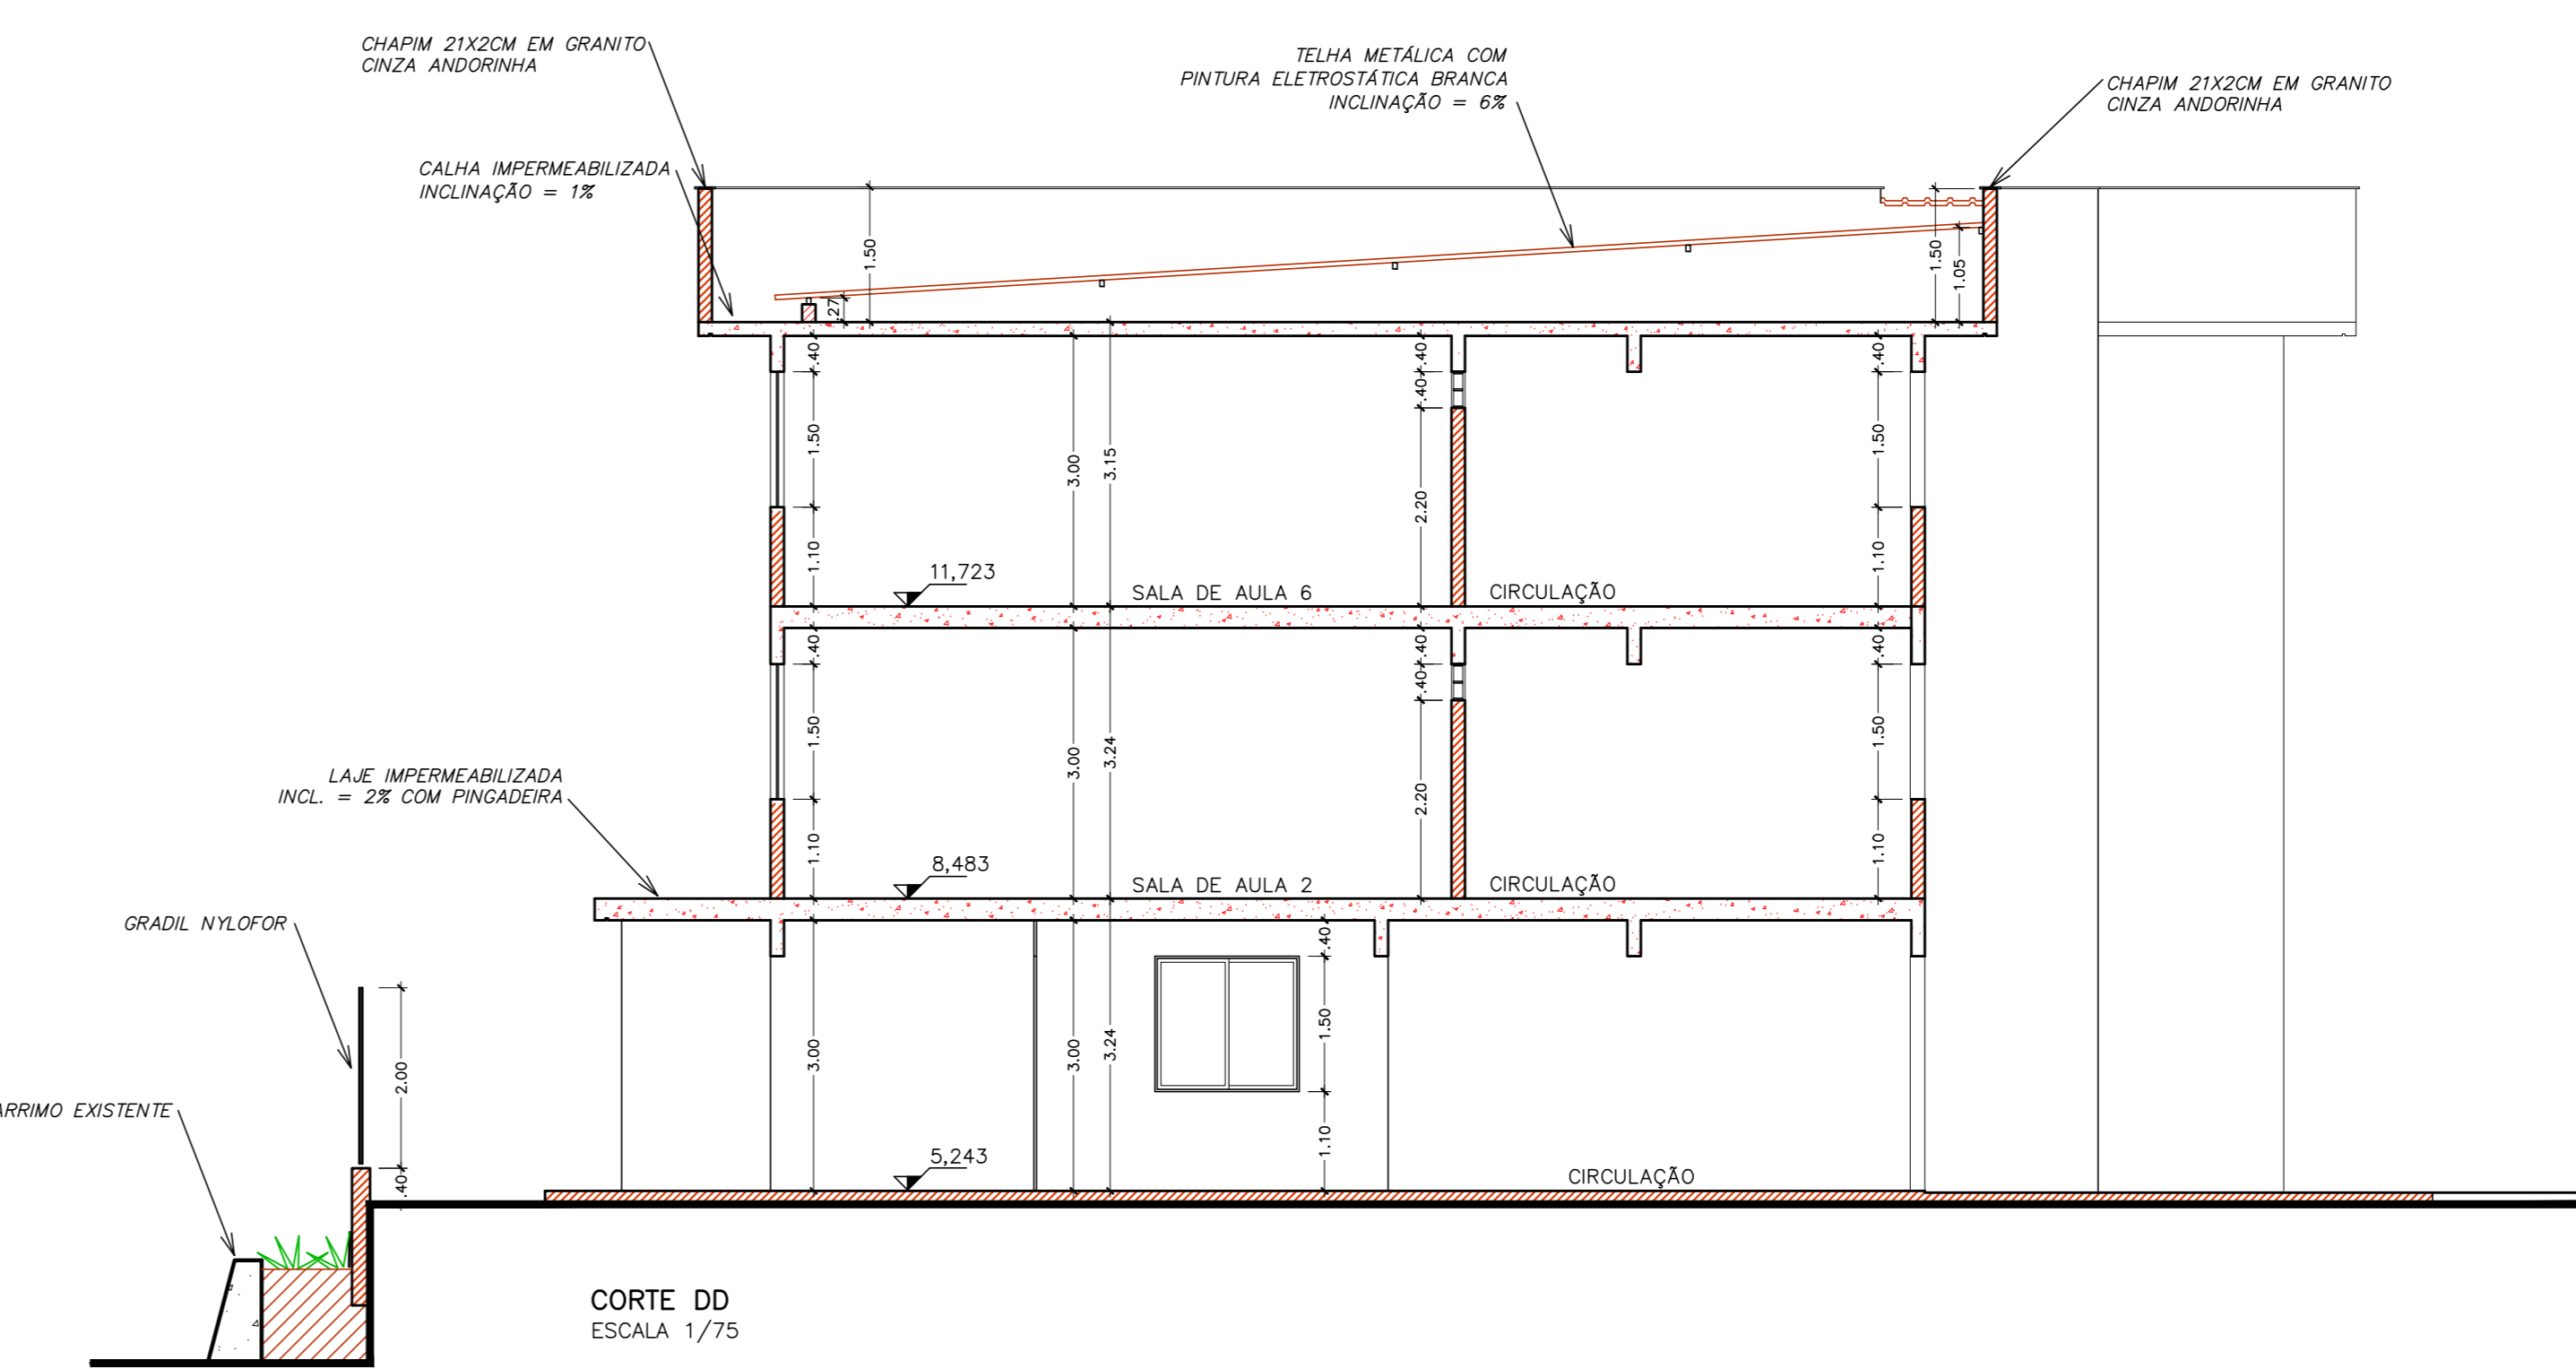 CHAPIM 21X2CM EM GRANITO
CINZA ANDORINHA
TELHA METÁLICA COM
PINTURA ELETROSTÁTICA BRANCA
INCLINAÇÃO = 6%
CHAPIM 21X2CM EM GRANITO
CINZA ANDORINHA
CALHA IMPERMEABILIZADA
INCLINAÇÃO = 1%
1.50
1.50
1.05
.27
.40
.40
.40
.40
1.50
3.00
3.15
2.20
1.50
1.10
1.10
11,723
SALA DE AULA 6
CIRCULAÇÃO
.40
.40
.40
.40
1.50
3.00
3.24
2.20
1.50
LAJE IMPERMEABILIZADA
INCL. = 2% COM PINGADEIRA
1.10
1.10
8,483
SALA DE AULA 2
CIRCULAÇÃO
GRADIL NYLOFOR
.40
1.50
2.00
3.00
3.00
3.24
ARRIMO EXISTENTE
1.10
5,243
CIRCULAÇÃO
.40
CORTE DD
ESCALA 1/75